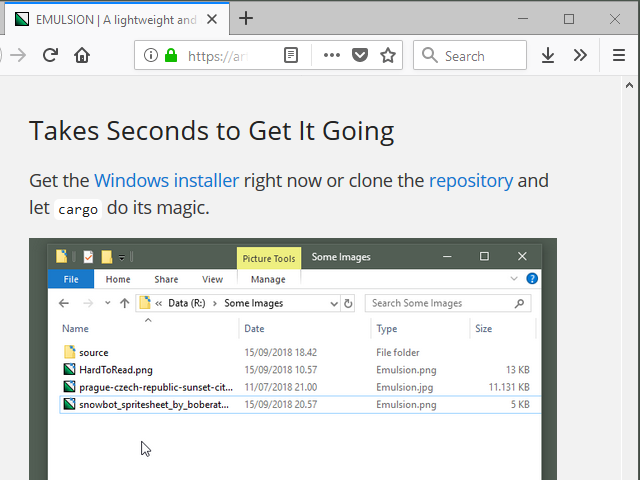 EMULSION | A lightweight and
https://ar
Search
Takes Seconds to Get It Going
Get the Windows installer right now or clone the repository and
let cargo do its magic.
Picture Tools
Some Images
File
Home
Share
View
Manage
Data (R:)
Some Images
Search Some Images
Name
Date
Type
Size
source
15/09/2018 18.42
File folder
HardToRead.png
15/09/2018 10.57
Emulsion.png
13 KB
prague-czech-republic-sunset-cit...
11/07/2018 21.00
Emulsion.jpg
11.131 KB
snowbot_spritesheet_by_boberat...
15/09/2018 20.57
Emulsion.png
5 KB